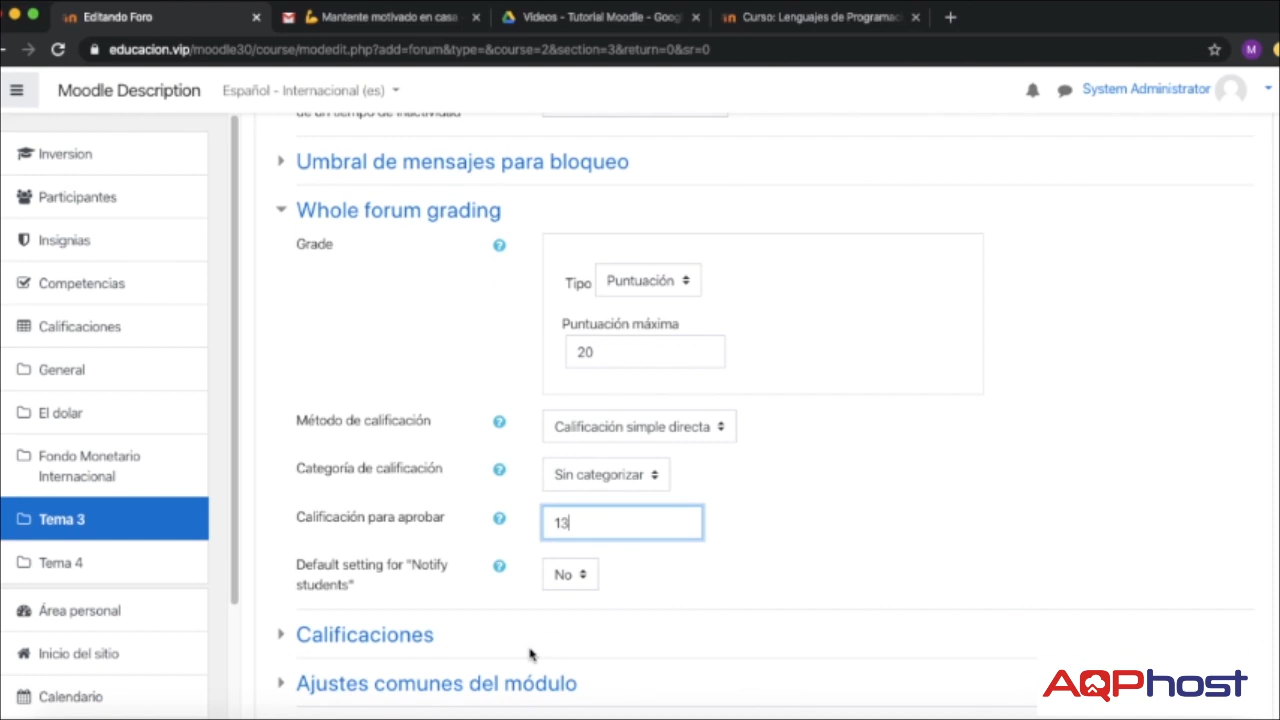 Editando Foro
Mantente motivado en casa
Videos - Tutorial Moodle - Goog
Curso: Lenguajes de Programac
educacion.vip/moodle30/course/modedit.php?add=forum&type=&course=2&section=3&return=0&sr=0
M
Moodle Description
Español - Internacional (es)
System Administrator
Inversion
Participantes
Insignias
Competencias
Calificaciones
General
El dolar
Fondo Monetario
Internacional
Tema 3
Tema 4
Área personal
Inicio del sitio
Calendario
de un tiempo de inactividad
Umbral de mensajes para bloqueo
Whole forum grading
Grade
Tipo Puntuación
Puntuación máxima
20
Método de calificación
Calificación simple directa
Categoría de calificación
Sin categorizar
Calificación para aprobar
13
Default setting for "Notify
students"
No
Calificaciones
Ajustes comunes del módulo
AQPhost